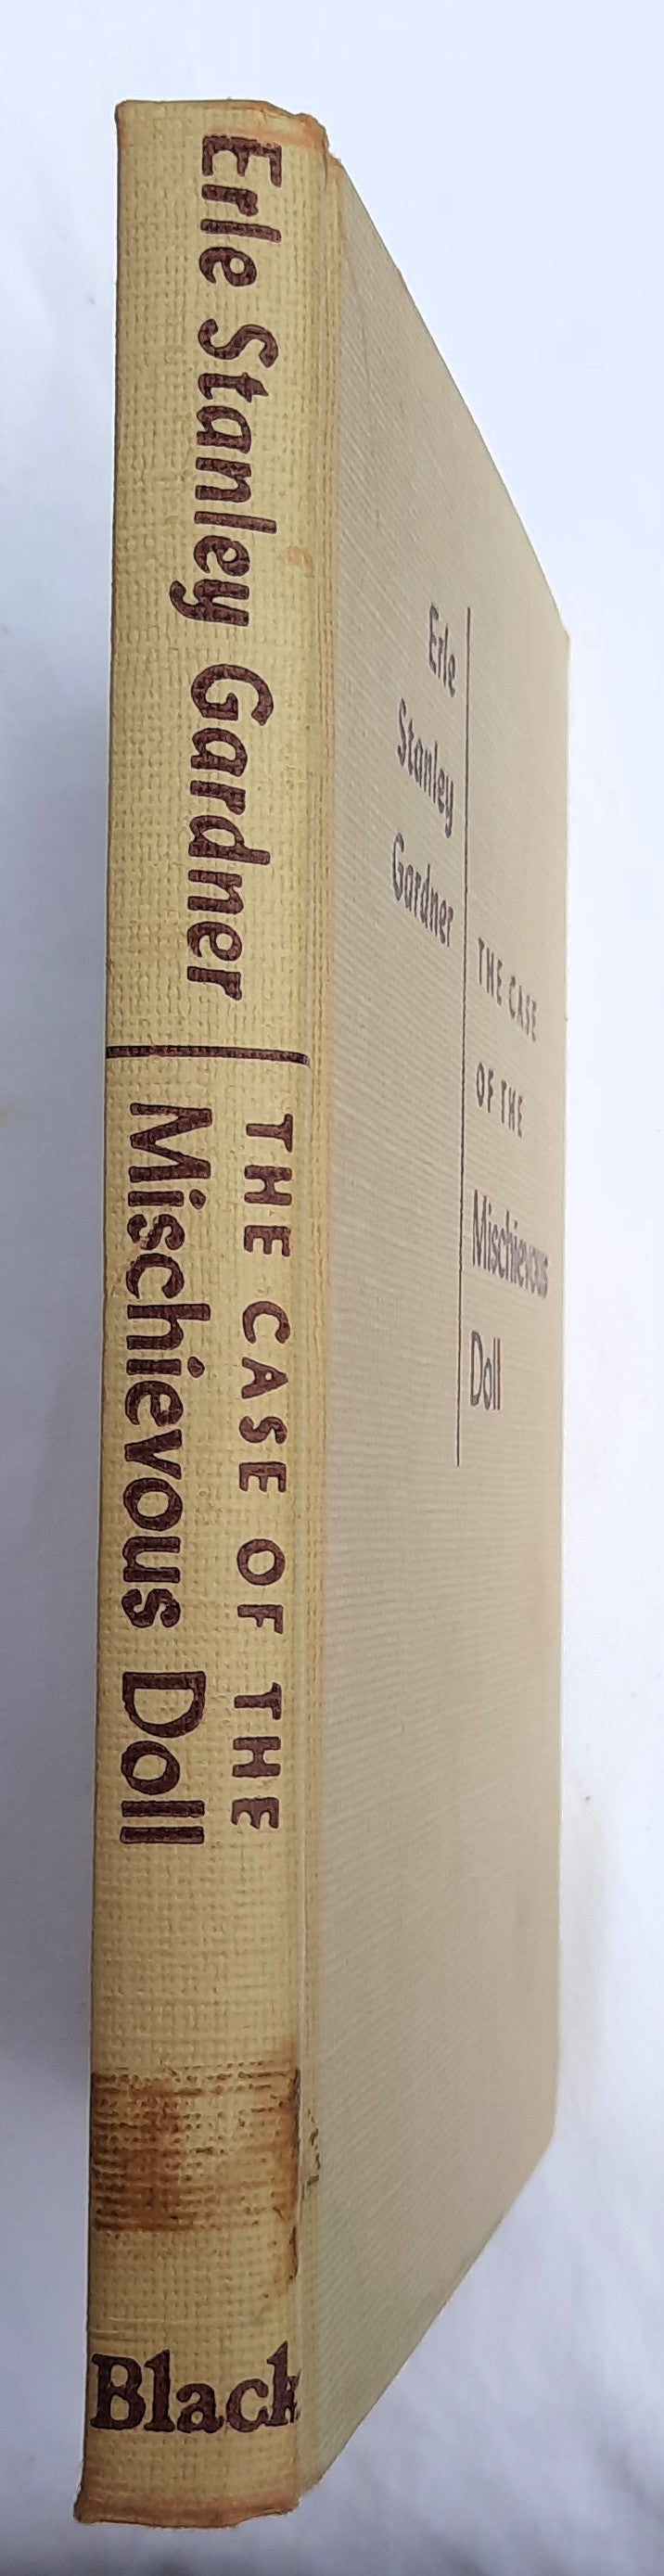 Erle Stanley Gardner
THE CASE OF THE
Mischievous Doll
Black
Erle
Stanley
Gardner
THE CASE
OF THE
Mischievous
Doll